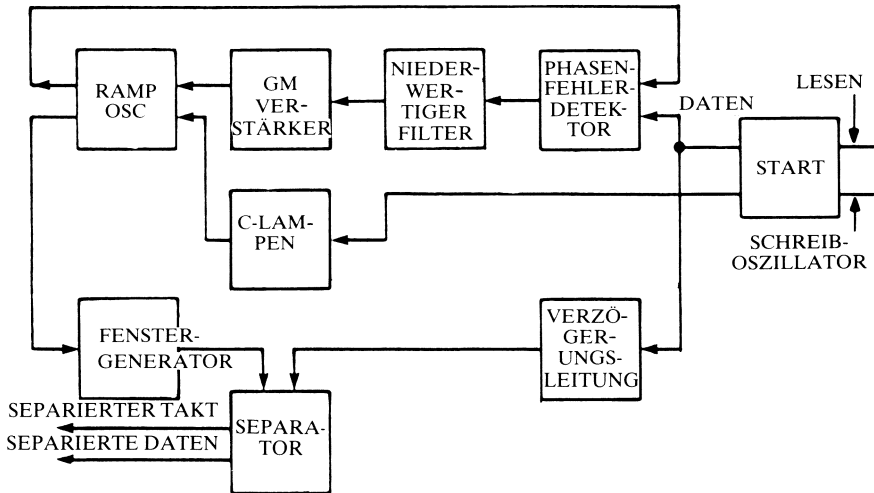 RAMP
OSC
GM
VER-
STÄRKER
NIEDER-
WER-
TIGER
FILTER
PHASEN-
FEHLER-
DETEK-
TOR
DATEN
LESEN
START
SCHREIB-
OSZILLATOR
C-LAM-
PEN
FENSTER-
GENERATOR
VERZÖ-
GER-
UNGS-
LEITUNG
SEPARIERTER TAKT
SEPARIERTE DATEN
SEPARA-
TOR